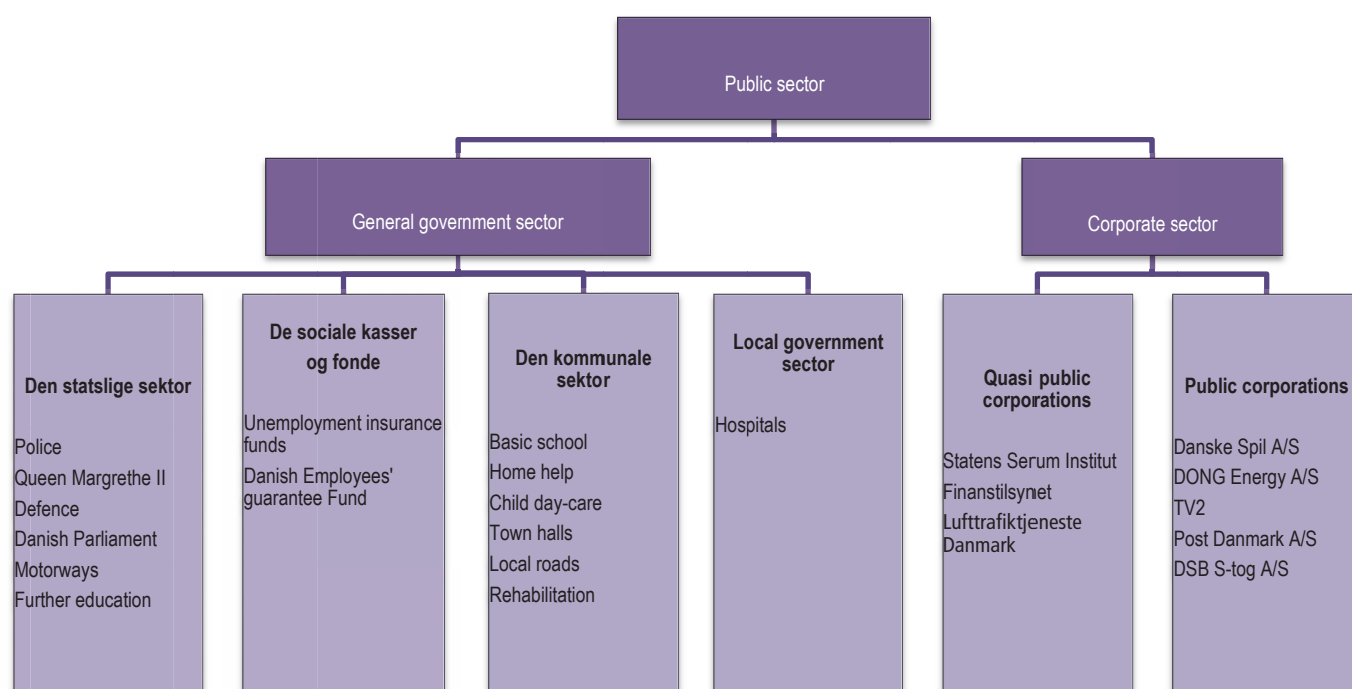 Public sector
General government sector
Corporate sector
Den statslige sektor
Police
Queen Margrethe II
Defence
Danish Parliament
Motorways
Further education
De sociale kasser
og fonde
Unemployment insurance
funds
Danish Employees'
guarantee Fund
Den kommunale
sektor
Basic school
Home help
Child day-care
Town halls
Local roads
Rehabilitation
Local government
sector
Hospitals
Quasi public
corporations
Statens Serum Institut
Finanstilsynet
Lufttrafiktjeneste
Danmark
Public corporations
Danske Spil A/S
DONG Energy A/S
TV2
Post Danmark A/S
DSB S-tog A/S